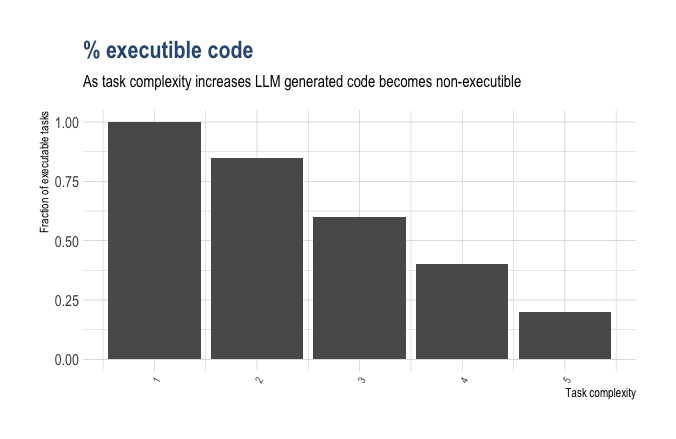 % executible code
As task complexity increases LLM generated code becomes non-executible
Fraction of executable tasks
1.00
0.75
0.50
0.25
0.00
1
2
3
4
5
Task complexity